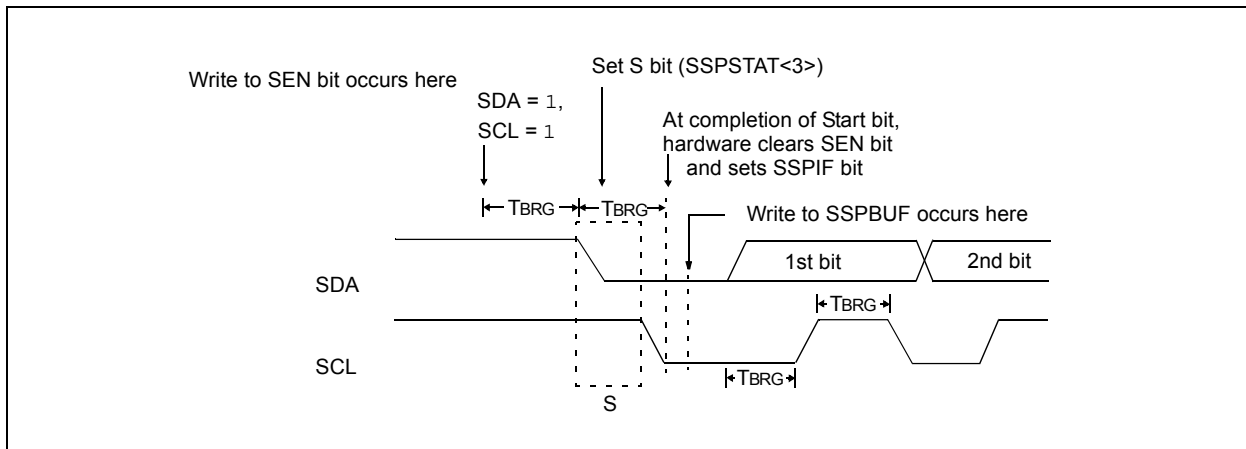 Write to SEN bit occurs here
Set S bit (SSPSTAT<3>)
SDA = 1,
SCL = 1
At completion of Start bit,
hardware clears SEN bit
and sets SSPIF bit
TBRG
TBRG
Write to SSPBUF occurs here
SDA
1st bit
2nd bit
TBRG
SCL
TBRG
S